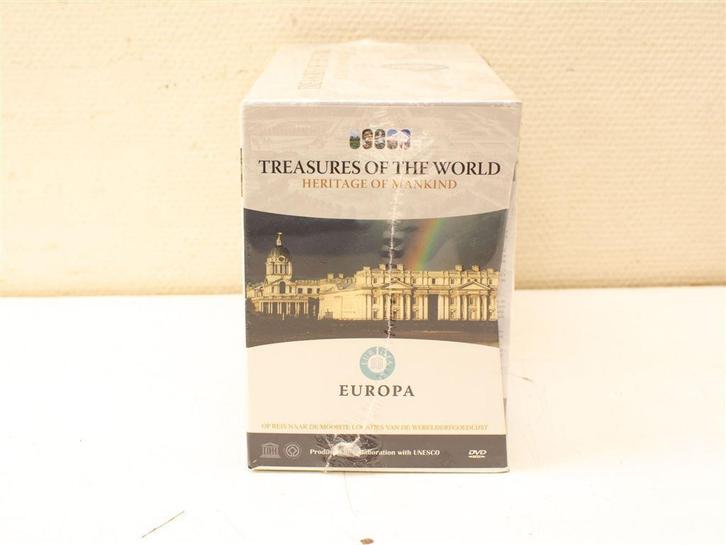 TREASURES OF THE WORLD
HERITAGE OF MANKIND
EUROPA
OP REIS NAAR DE MOOISTE LOCATIES VAN DE WERELDERFGOEDLIJST
Produced in collaboration with UNESCO
DVD